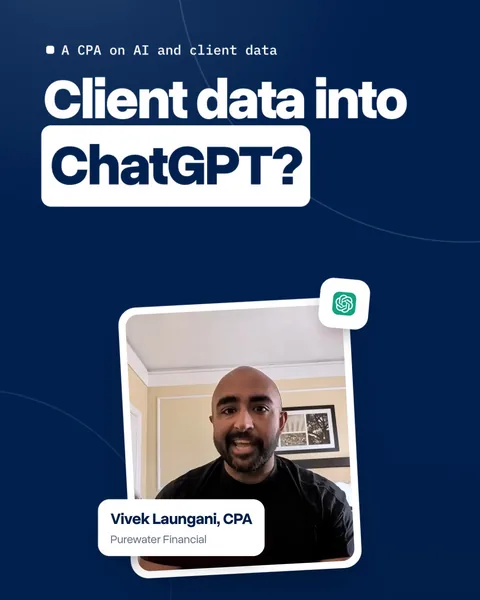 A CPA on AI and client data
Client data into
ChatGPT?
Vivek Laungani, CPA
Purewater Financial